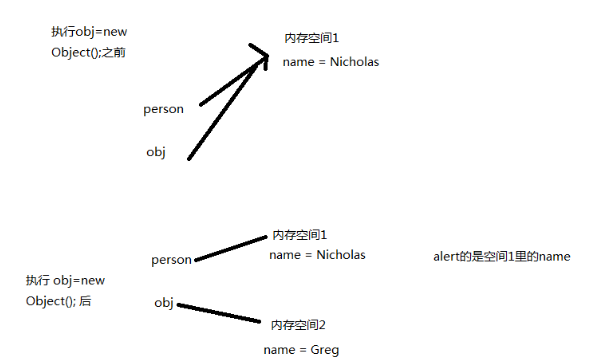 执行obj=new
Object();之前
内存空间1
name = Nicholas
person
obj
内存空间1
name = Nicholas
alert的是空间1里的name
person
执行 obj=new
Object(); 后
obj
内存空间2
name = Greg